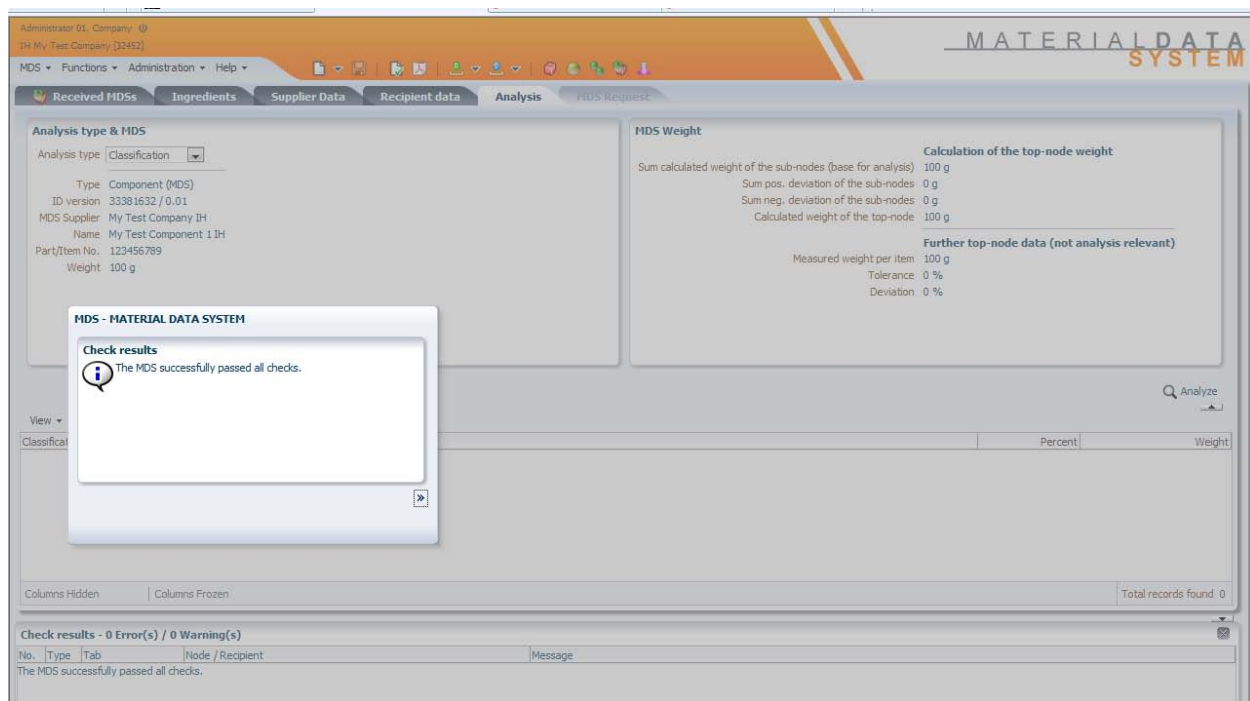 Administrator 01. Company
IH My Test Company [32452]
MATERIAL DATA
SYSTEM
MDS Functions Administration Help
Received MDSs Ingredients Supplier Data Recipient data Analysis MDS Request
Analysis type & MDS
Analysis type Classification
Type Component (MDS)
ID version 33381632 / 0.01
MDS Supplier My Test Company IH
Name My Test Component 1 IH
Part/Item No. 123456789
Weight 100 g
MDS Weight
Calculation of the top-node weight
Sum calculated weight of the sub-nodes (base for analysis) 100 g
Sum pos. deviation of the sub-nodes 0 g
Sum neg. deviation of the sub-nodes 0 g
Calculated weight of the top-node 100 g
Further top-node data (not analysis relevant)
Measured weight per item 100 g
Tolerance 0 %
Deviation 0 %
MDS - MATERIAL DATA SYSTEM
Check results
The MDS successfully passed all checks.
Analyze
View
Classificat Percent Weight
Columns Hidden Columns Frozen Total records found 0
Check results - 0 Error(s) / 0 Warning(s)
No. Type Tab Node / Recipient Message
The MDS successfully passed all checks.